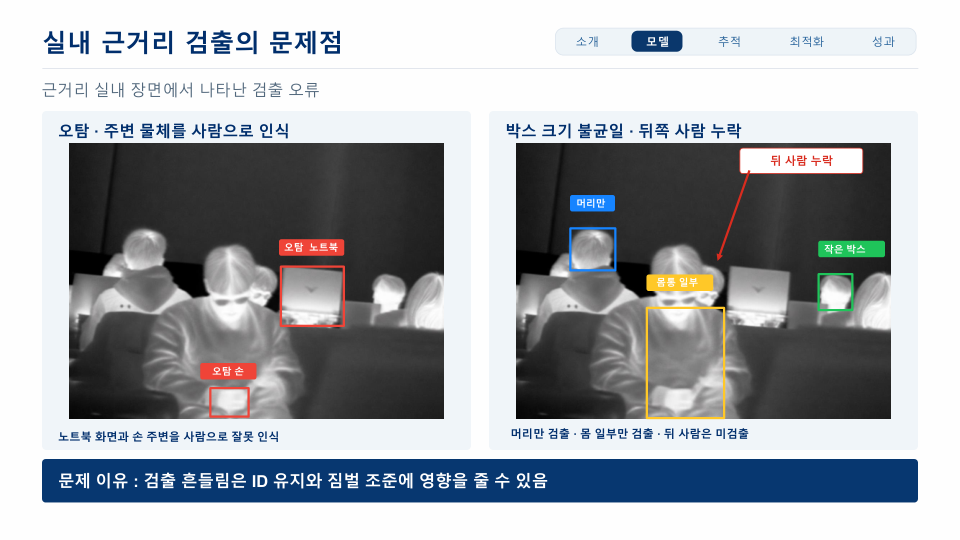 실내 근거리 검출의 문제점
소개 모델 추적 최적화 성과
근거리 실내 장면에서 나타난 검출 오류
오탐 · 주변 물체를 사람으로 인식
오탐 노트북
오탐 손
노트북 화면과 손 주변을 사람으로 잘못 인식
박스 크기 불균일 · 뒤쪽 사람 누락
뒤 사람 누락
머리만
작은 박스
몸통 일부
머리만 검출 · 몸 일부만 검출 · 뒤 사람은 미검출
문제 이유 : 검출 흔들림은 ID 유지와 짐벌 조준에 영향을 줄 수 있음